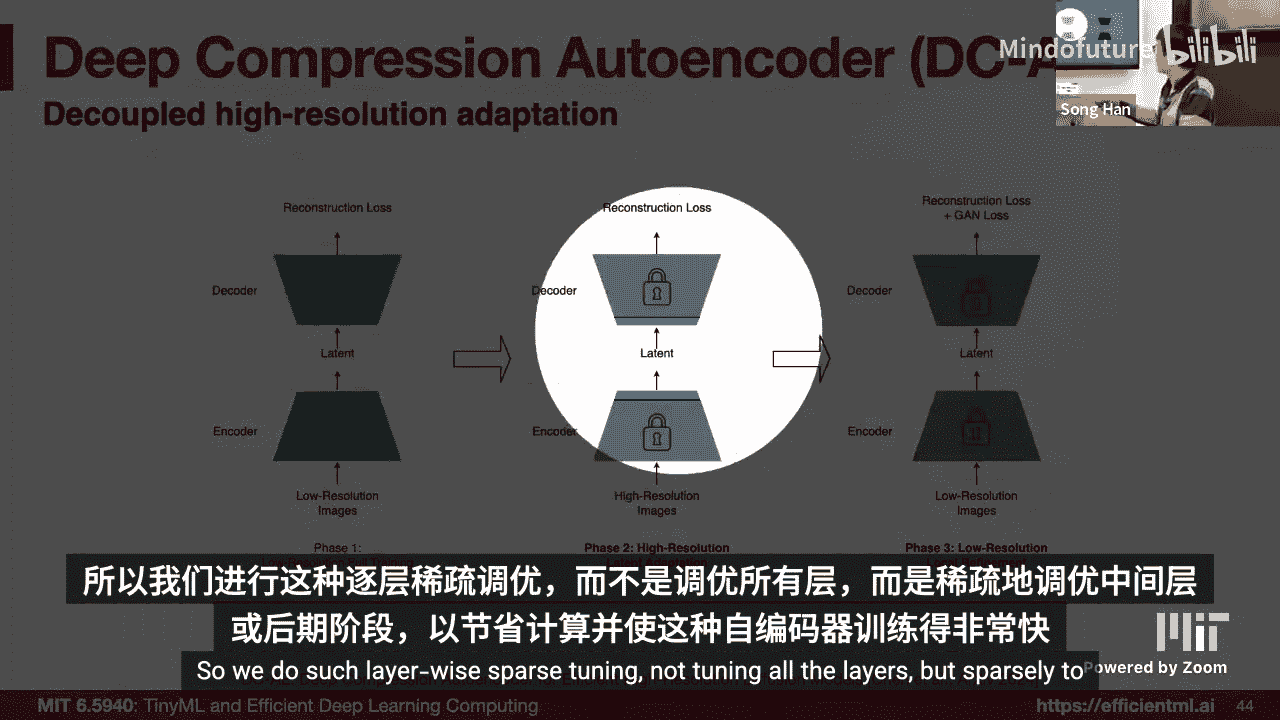 Deep Compression Autoencoder (DC-A
Mindofuture bilibili
Decoupled high-resolution adaptation
Song Han
Reconstruction Loss
Reconstruction Loss
Reconstruction Loss
+ GAN Loss
Decoder
Decoder
Decoder
Latent
Latent
Latent
Encoder
Encoder
Encoder
Low-Resolution
Images
High-Resolution
Images
Low-Resolution
Images
Phase 1:
Phase 2: High-Resolution
Phase 3: Low-Resolution
所以我们进行这种逐层稀疏调优，而不是调优所有层，而是稀疏地调优中间层
或后期阶段，以节省计算并使这种自编码器训练得非常快
So we do such layer-wise sparse tuning, not tuning all the layers, but sparsely to
MIT
Powered by Zoom
MIT 6.5940: TinyML and Efficient Deep Learning Computing
https://efficientml.ai
44